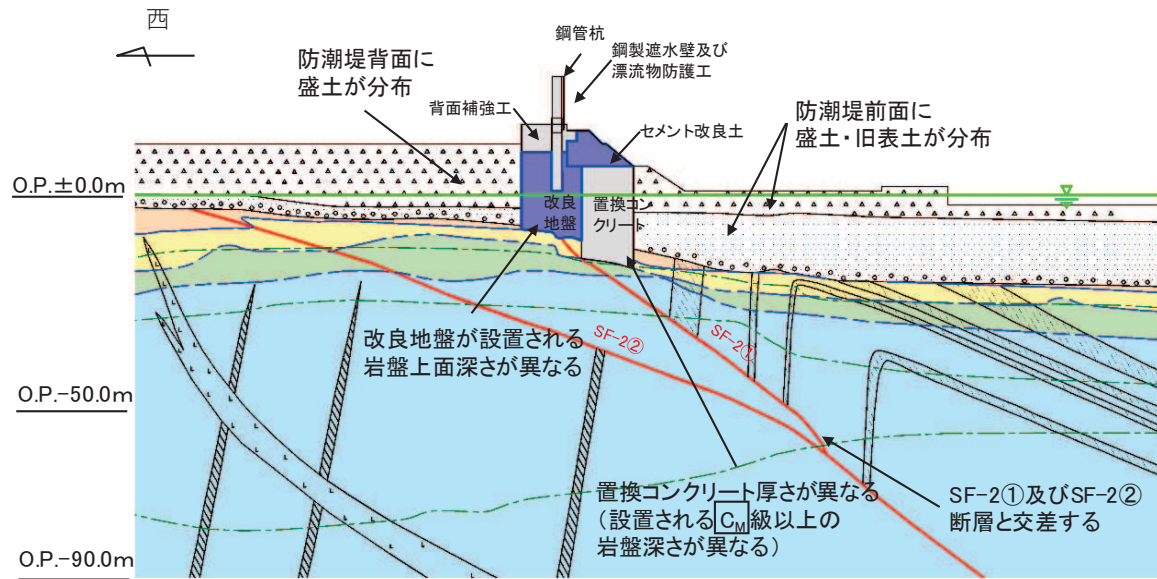 西
鋼管杭
鋼製遮水壁及び
漂流物防護工
防潮堤背面に
盛土が分布
背面補強工
セメント改良土
防潮堤前面に
盛土・旧表土が分布
O.P.±0.0m
改良
地盤
置換コン
クリート
改良地盤が設置される
岩盤上面深さが異なる
SF-2②
SF-2①
O.P.-50.0m
置換コンクリート厚さが異なる
（設置されるCM級以上の
岩盤深さが異なる）
SF-2①及びSF-2②
断層と交差する
O.P.-90.0m